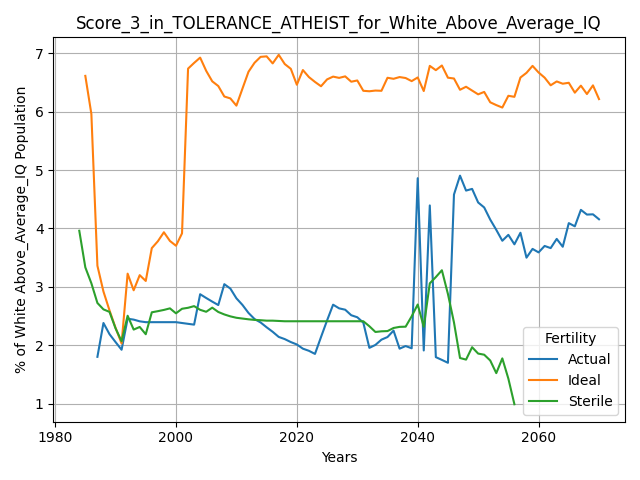 Score_3_in_TOLERANCE_ATHEIST_for_White_Above_Average_IQ
% of White Above_Average_IQ Population
7
6
5
4
3
2
1
1980
2000
2020
2040
2060
Years
Fertility
Actual
Ideal
Sterile